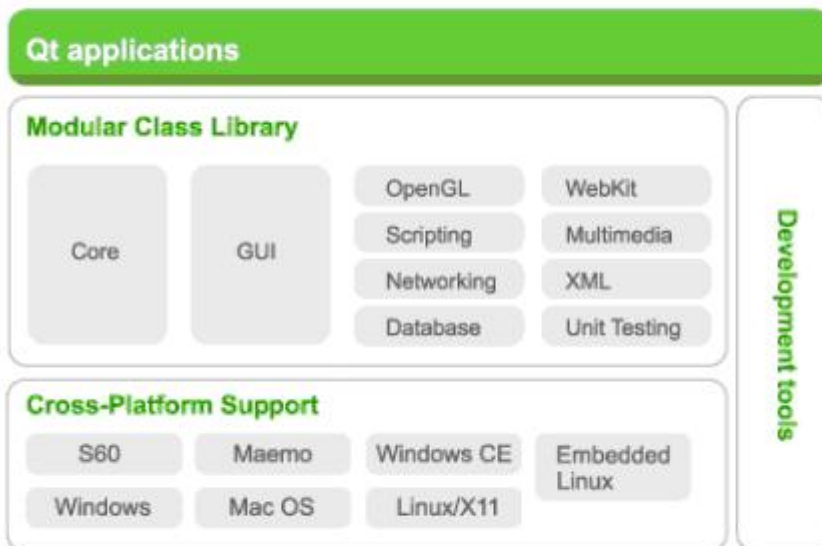 Qt applications
Modular Class Library
Core
GUI
OpenGL
WebKit
Scripting
Multimedia
Networking
XML
Database
Unit Testing
Development tools
Cross-Platform Support
S60
Maemo
Windows CE
Embedded
Linux
Windows
Mac OS
Linux/X11